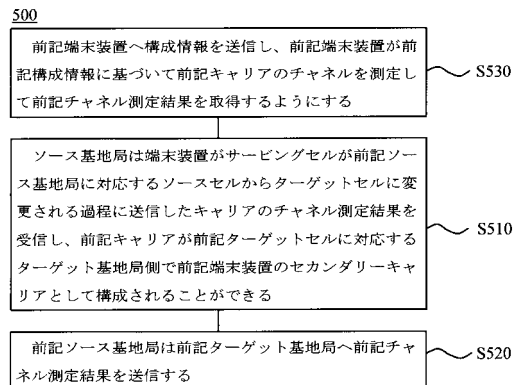 500
前記端末装置へ構成情報を送信し、前記端末装置が前
記構成情報に基づいて前記キャリアのチャネルを測定し
て前記チャネル測定結果を取得するようにする
S530
ソース基地局は端末装置がサービングセルが前記ソー
ス基地局に対応するソースセルからターゲットセルに変
更される過程に送信したキャリアのチャネル測定結果を
受信し、前記キャリアが前記ターゲットセルに対応する
ターゲット基地局側で前記端末装置のセカンダリーキャ
リアとして構成されることができる
S510
前記ソース基地局は前記ターゲット基地局へ前記チャ
ネル測定結果を送信する
S520